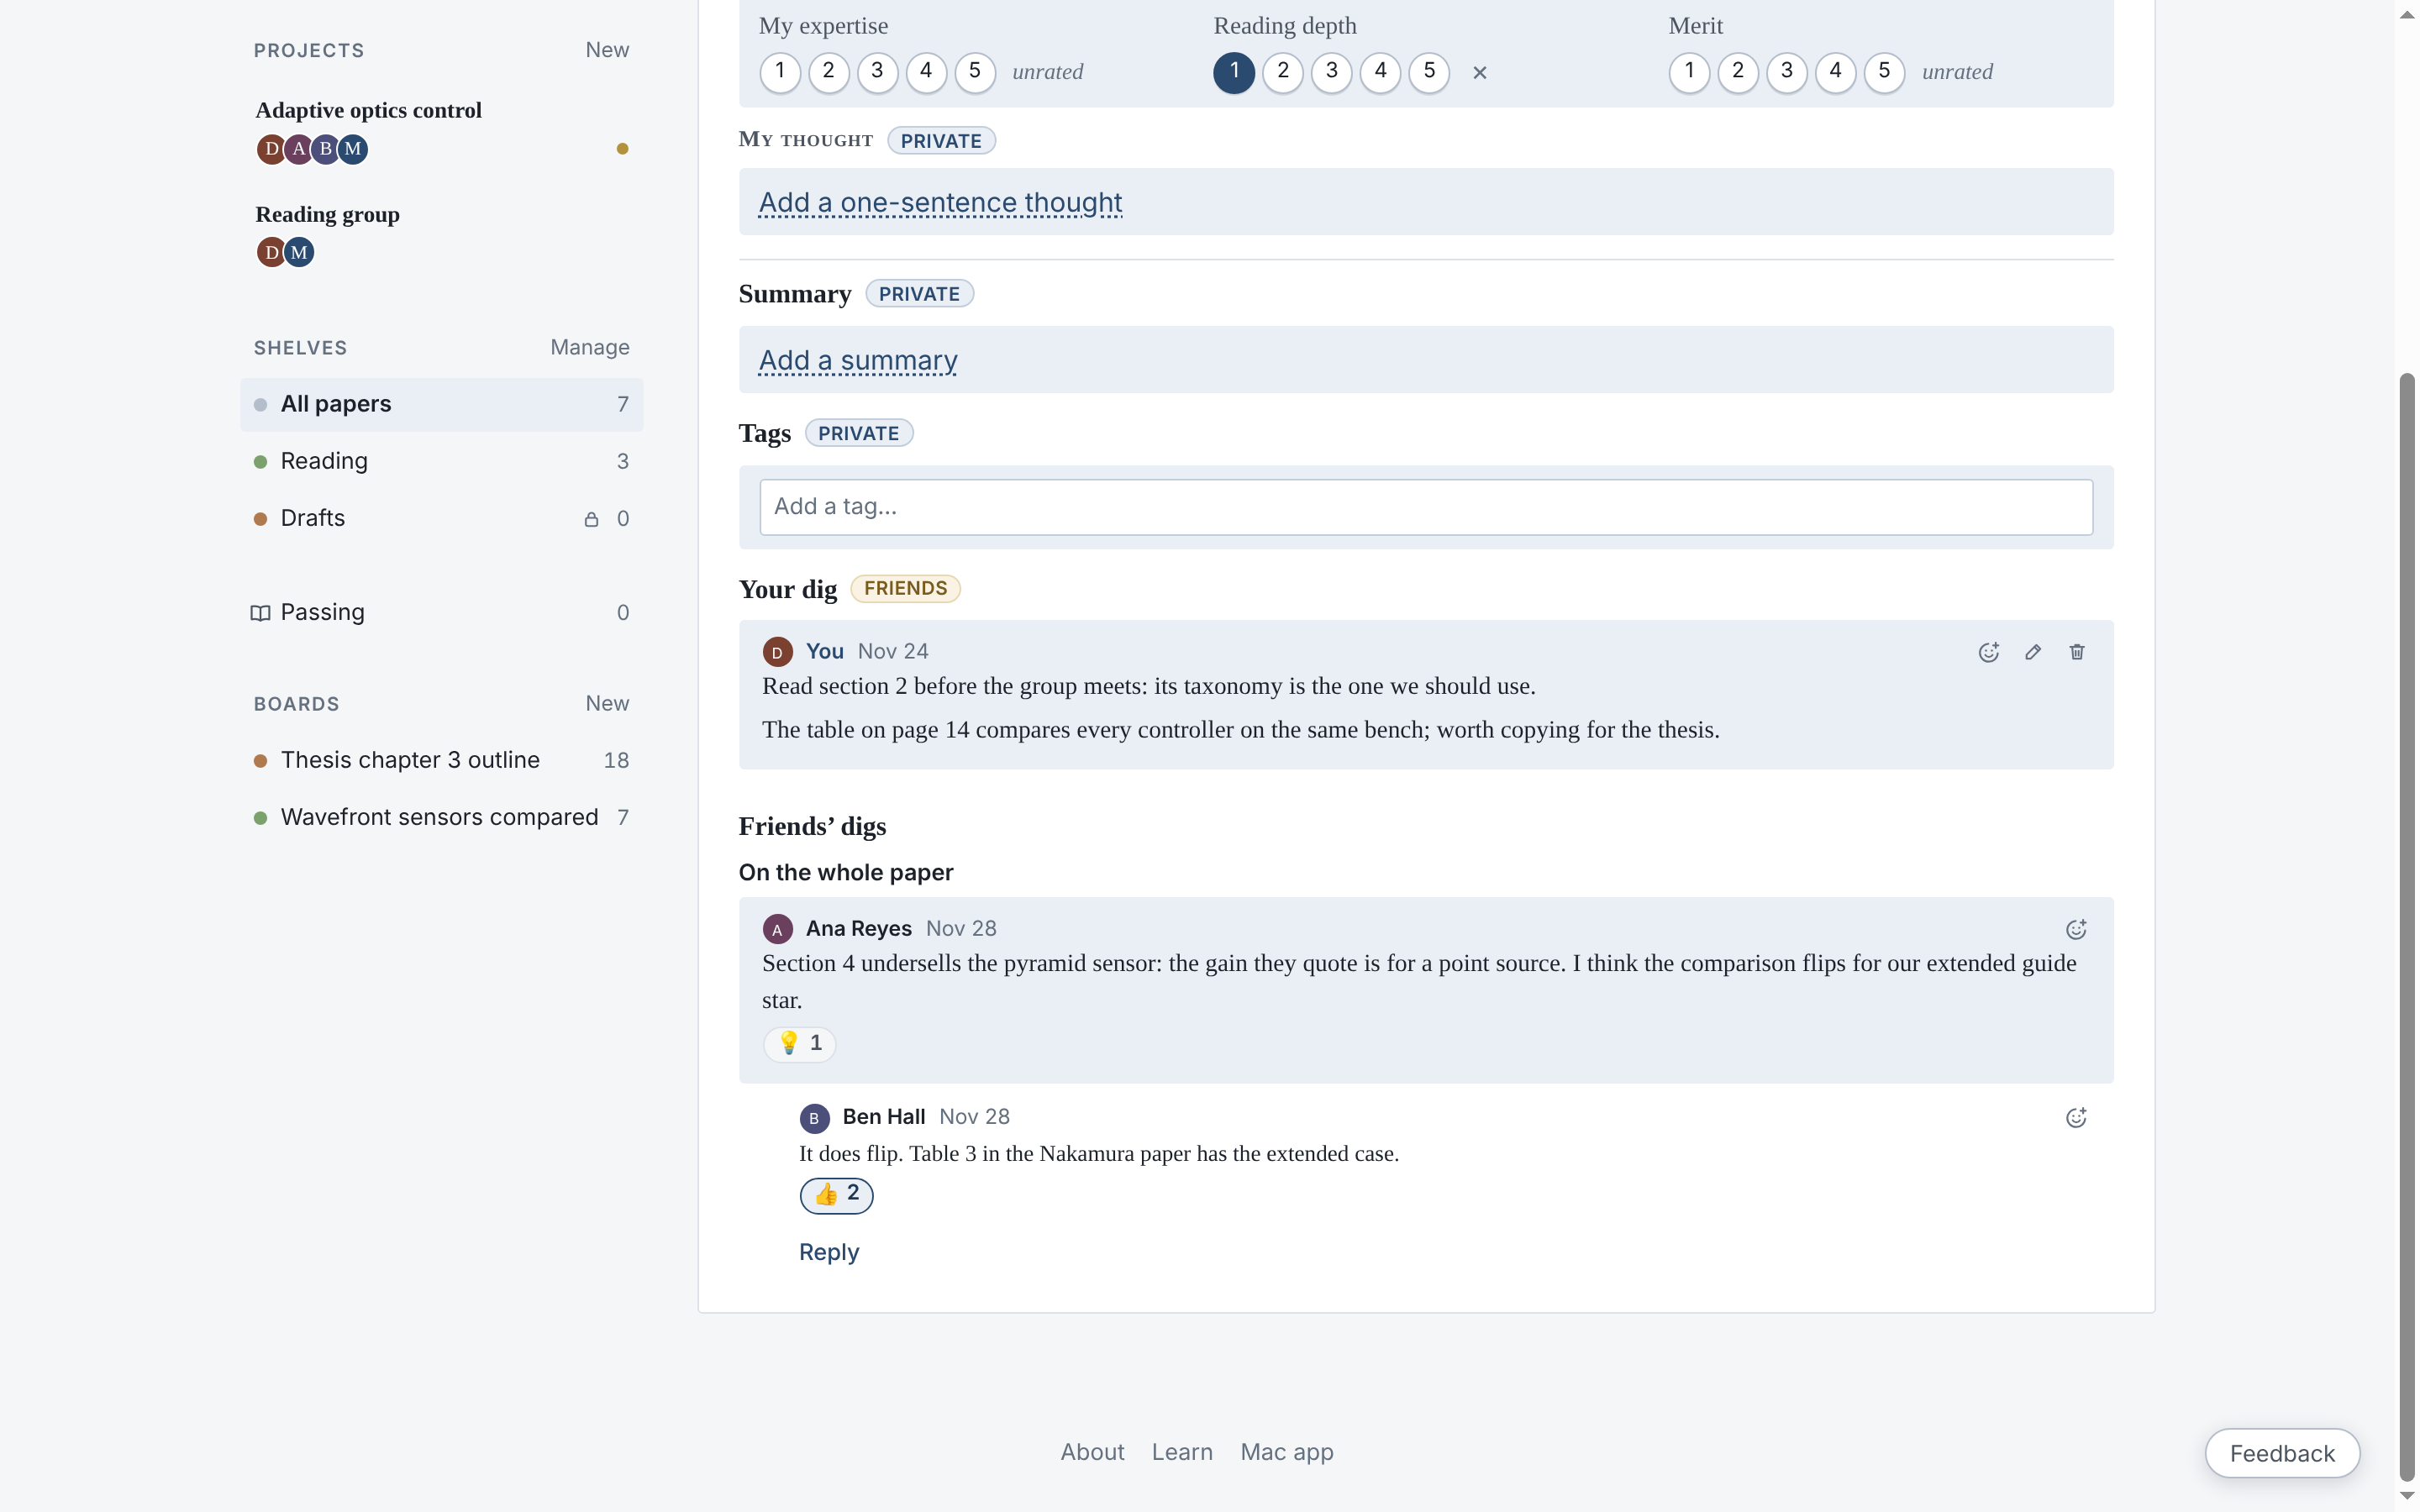 PROJECTS New
Adaptive optics control
D A B M
Reading group
D M
SHELVES Manage
All papers 7
Reading 3
Drafts 0
Passing 0
BOARDS New
Thesis chapter 3 outline 18
Wavefront sensors compared 7
My expertise
1 2 3 4 5 unrated
Reading depth
1 2 3 4 5 ×
Merit
1 2 3 4 5 unrated
My thought PRIVATE
Add a one-sentence thought
Summary PRIVATE
Add a summary
Tags PRIVATE
Add a tag...
Your dig FRIENDS
D You Nov 24
Read section 2 before the group meets: its taxonomy is the one we should use.
The table on page 14 compares every controller on the same bench; worth copying for the thesis.
Friends’ digs
On the whole paper
A Ana Reyes Nov 28
Section 4 undersells the pyramid sensor: the gain they quote is for a point source. I think the comparison flips for our extended guide
star.
💡 1
B Ben Hall Nov 28
It does flip. Table 3 in the Nakamura paper has the extended case.
👍 2
Reply
About Learn Mac app
Feedback